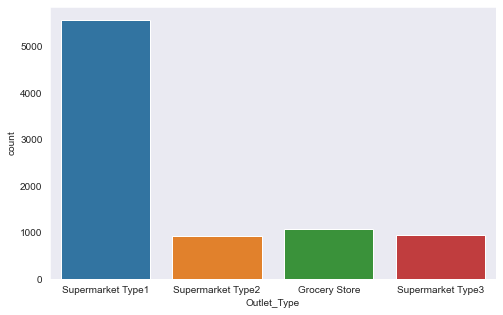 5000
4000
3000
2000
1000
0
count
Supermarket Type1 Supermarket Type2 Grocery Store Supermarket Type3
Outlet_Type